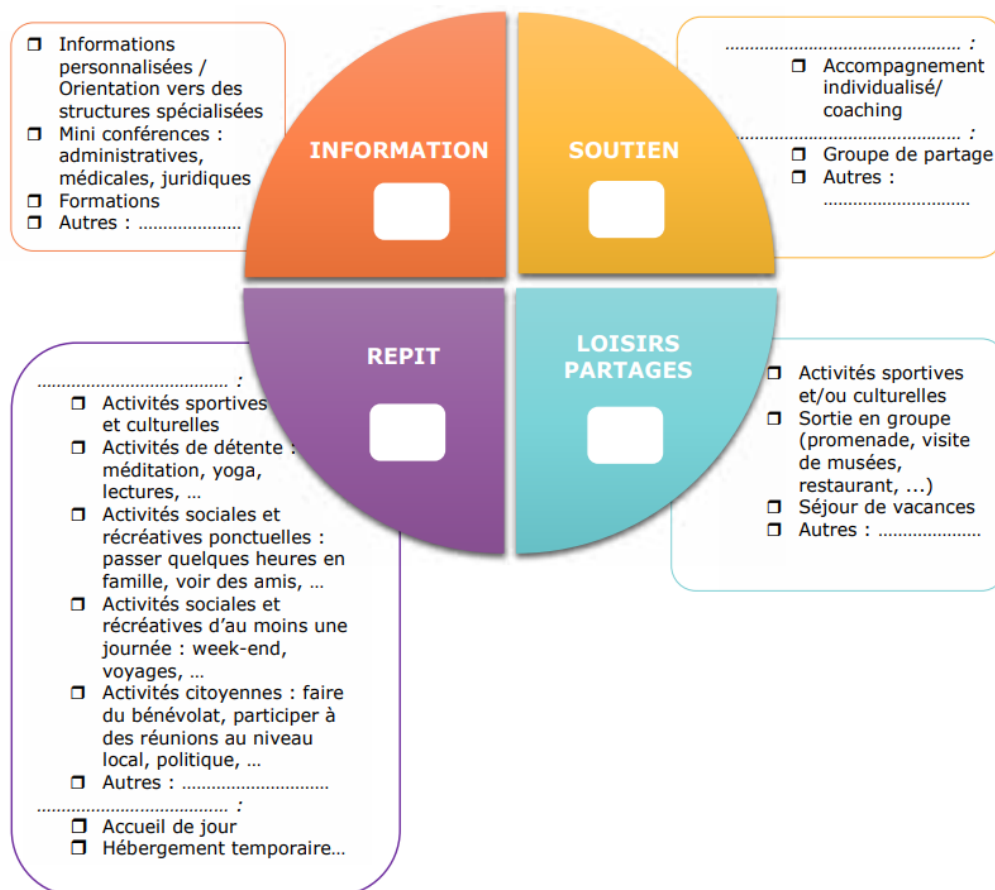 ❒ Informations
personnalisées /
Orientation vers des
structures spécialisées
❒ Mini conférences :
administratives,
médicales, juridiques
❒ Formations
❒ Autres : .....................
INFORMATION
SOUTIEN
................................................ :
❒ Accompagnement
individualisé/
coaching
................................................ :
❒ Groupe de partage
❒ Autres :
..............................
REPIT
LOISIRS
PARTAGES
....................................... :
❒ Activités sportives
et culturelles
❒ Activités de détente :
méditation, yoga,
lectures, …
❒ Activités sociales et
récréatives ponctuelles :
passer quelques heures en
famille, voir des amis, …
❒ Activités sociales et
récréatives d’au moins une
journée : week-end,
voyages, …
❒ Activités citoyennes : faire
du bénévolat, participer à
des réunions au niveau
local, politique, …
❒ Autres : ..............................
....................................... :
❒ Accueil de jour
❒ Hébergement temporaire…
❒ Activités sportives
et/ou culturelles
❒ Sortie en groupe
(promenade, visite
de musées,
restaurant, ...)
❒ Séjour de vacances
❒ Autres : .....................